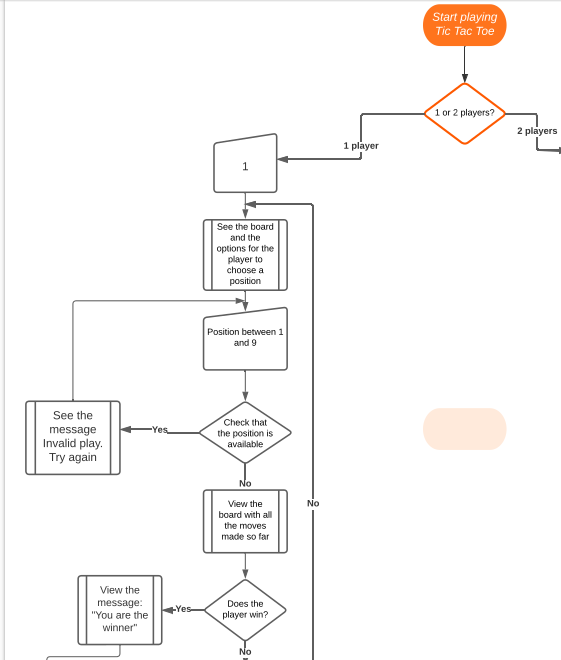 Start playing
Tic Tac Toe
1 or 2 players?
1 player
2 players
1
See the board
and the
options for the
player to
choose a
position
Position between 1
and 9
Check that
the position is
available
Yes
See the
message
Invalid play.
Try again
No
View the
board with all
the moves
made so far
No
Does the
player win?
Yes
View the
message:
"You are the
winner"
No